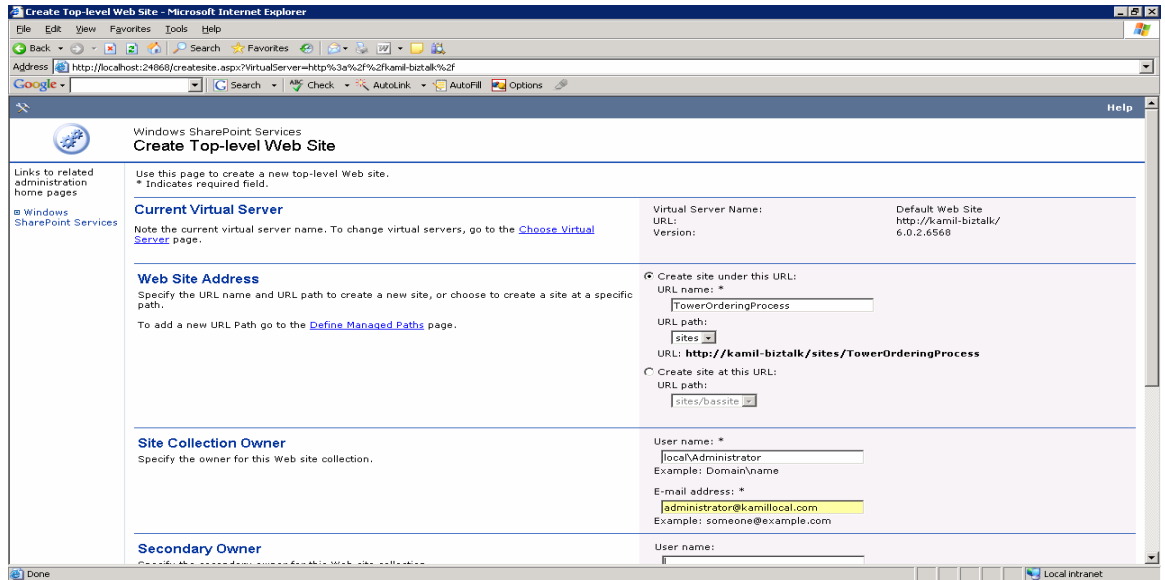 Create Top-level Web Site - Microsoft Internet Explorer
File Edit View Favorites Tools Help
Back Search Favorites
Address http://localhost:24868/createsite.aspx?VirtualServer=http%3a%2f%2fkamil-biztalk%2f
Google Search Check AutoLink AutoFill Options
Help
Windows SharePoint Services
Create Top-level Web Site
Links to related administration home pages
Windows SharePoint Services
Use this page to create a new top-level Web site.
* Indicates required field.
Current Virtual Server
Note the current virtual server name. To change virtual servers, go to the Choose Virtual
Server page.
Virtual Server Name: Default Web Site
URL: http://kamil-biztalk/
Version: 6.0.2.6568
Web Site Address
Specify the URL name and URL path to create a new site, or choose to create a site at a specific
path.
To add a new URL Path go to the Define Managed Paths page.
Create site under this URL:
URL name: *
TowerOrderingProcess
URL path:
sites
URL: http://kamil-biztalk/sites/TowerOrderingProcess
Create site at this URL:
URL path:
sites/bassite
Site Collection Owner
Specify the owner for this Web site collection.
User name: *
local\Administrator
Example: Domain\name
E-mail address: *
administrator@kamillocal.com
Example: someone@example.com
Secondary Owner
User name:
Done Local intranet